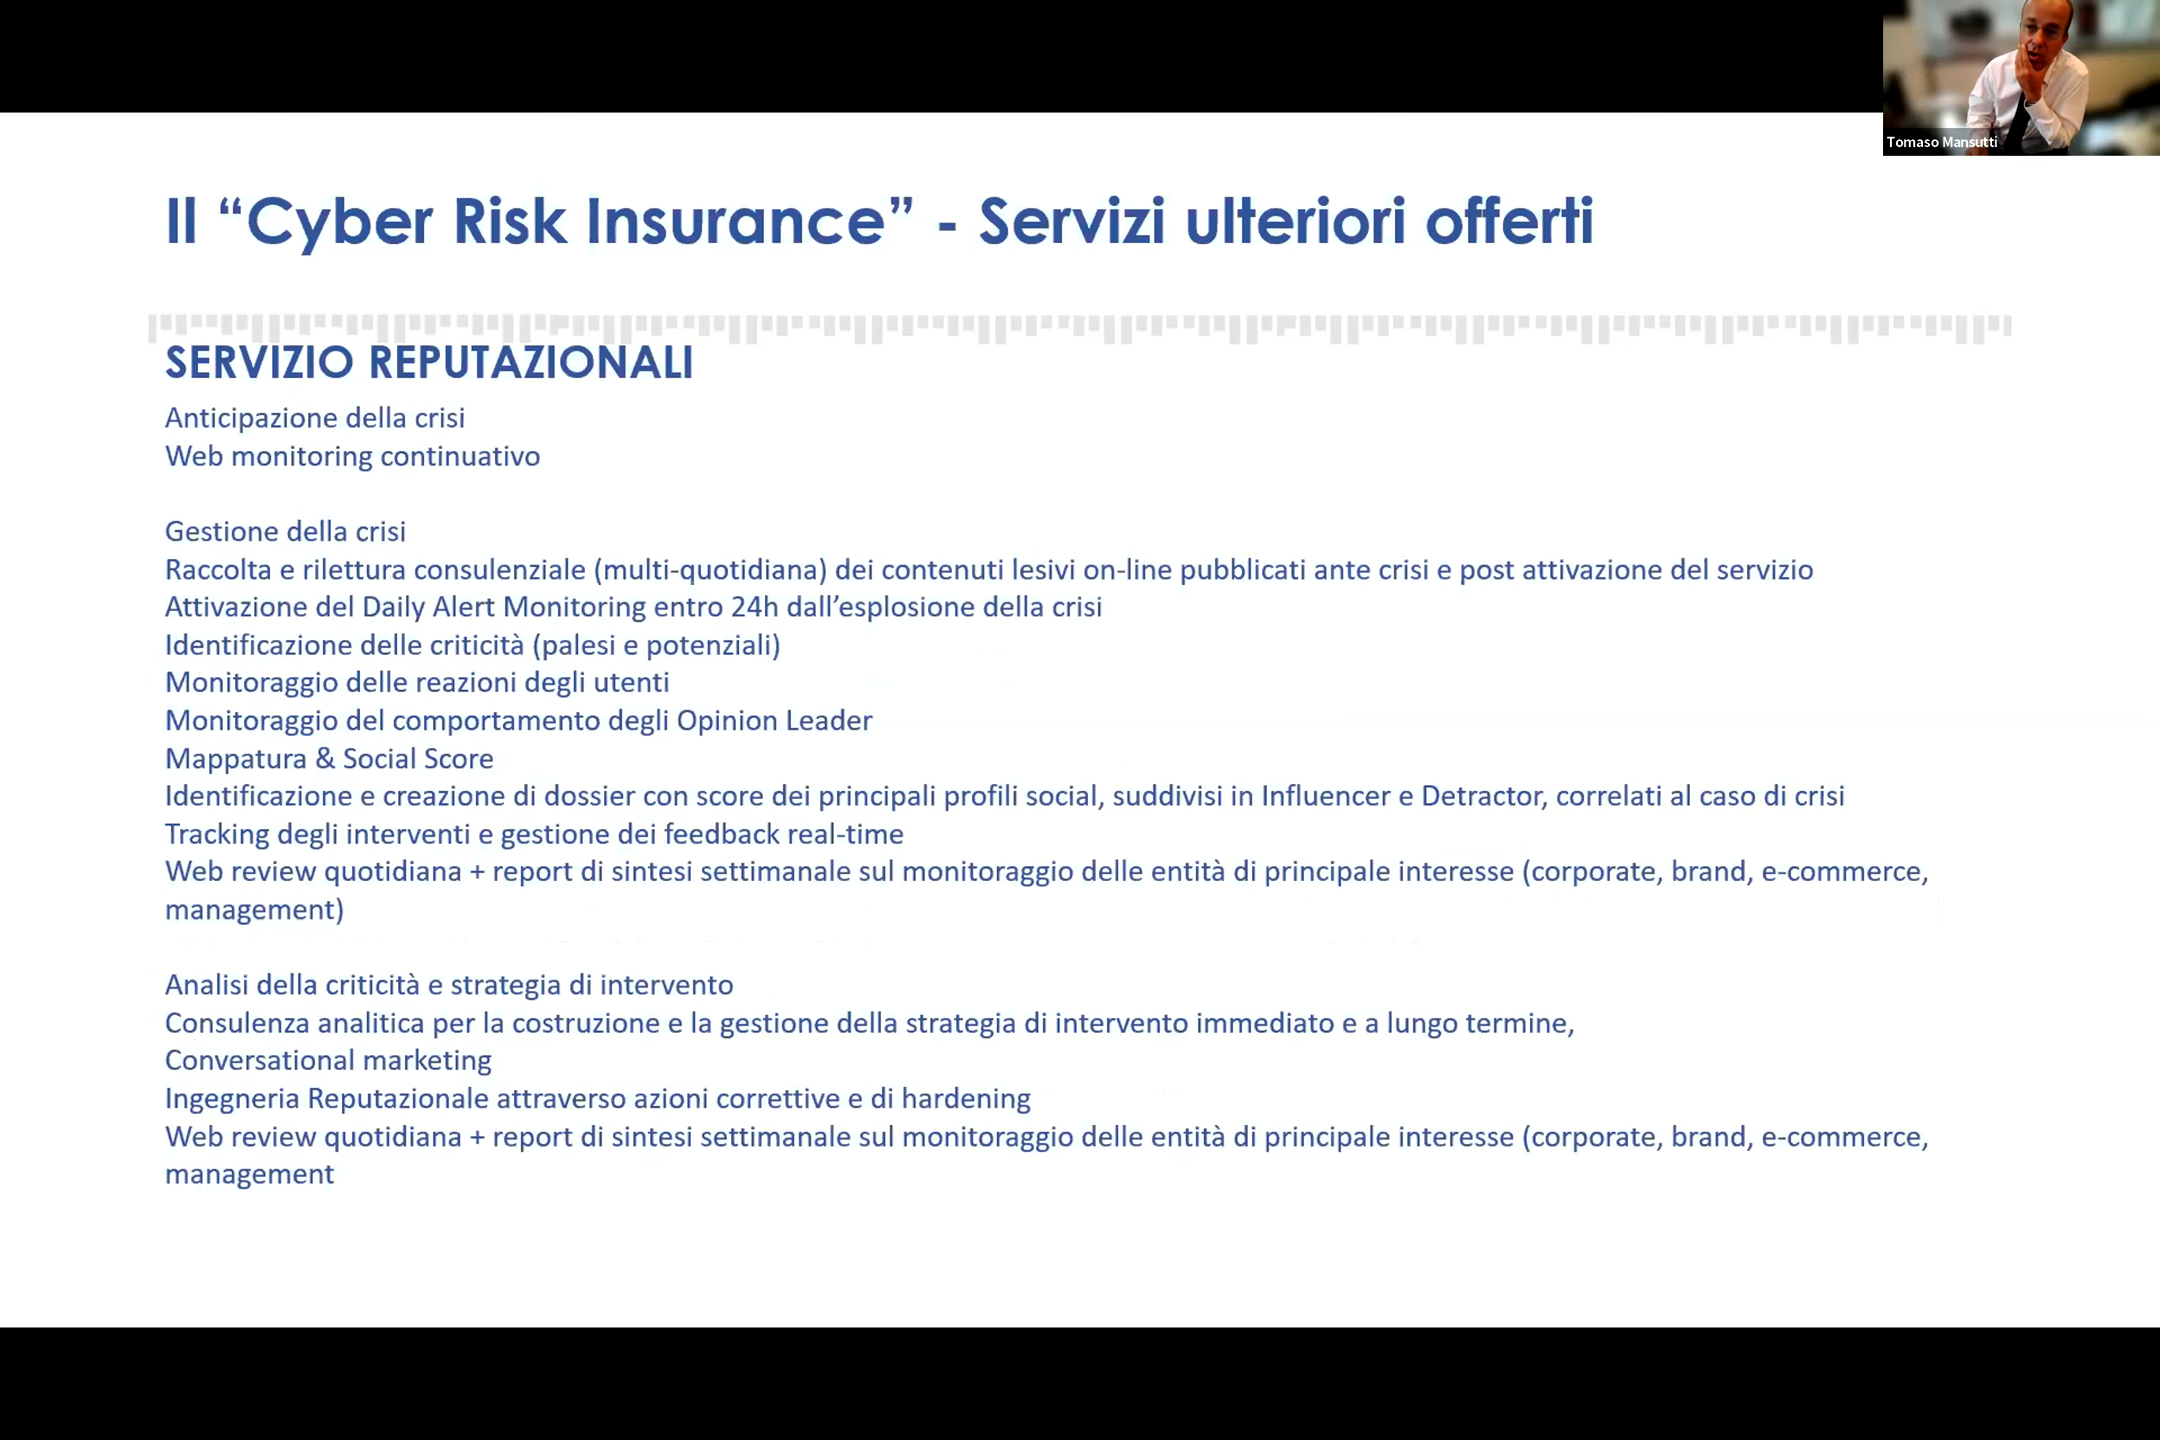 Tomaso Mansutti
Il “Cyber Risk Insurance” - Servizi ulteriori offerti
SERVIZIO REPUTAZIONALI
Anticipazione della crisi
Web monitoring continuativo
Gestione della crisi
Raccolta e rilettura consulenziale (multi-quotidiana) dei contenuti lesivi on-line pubblicati ante crisi e post attivazione del servizio
Attivazione del Daily Alert Monitoring entro 24h dall’esplosione della crisi
Identificazione delle criticità (palesi e potenziali)
Monitoraggio delle reazioni degli utenti
Monitoraggio del comportamento degli Opinion Leader
Mappatura & Social Score
Identificazione e creazione di dossier con score dei principali profili social, suddivisi in Influencer e Detractor, correlati al caso di crisi
Tracking degli interventi e gestione dei feedback real-time
Web review quotidiana + report di sintesi settimanale sul monitoraggio delle entità di principale interesse (corporate, brand, e-commerce,
management)
Analisi della criticità e strategia di intervento
Consulenza analitica per la costruzione e la gestione della strategia di intervento immediato e a lungo termine,
Conversational marketing
Ingegneria Reputazionale attraverso azioni correttive e di hardening
Web review quotidiana + report di sintesi settimanale sul monitoraggio delle entità di principale interesse (corporate, brand, e-commerce,
management